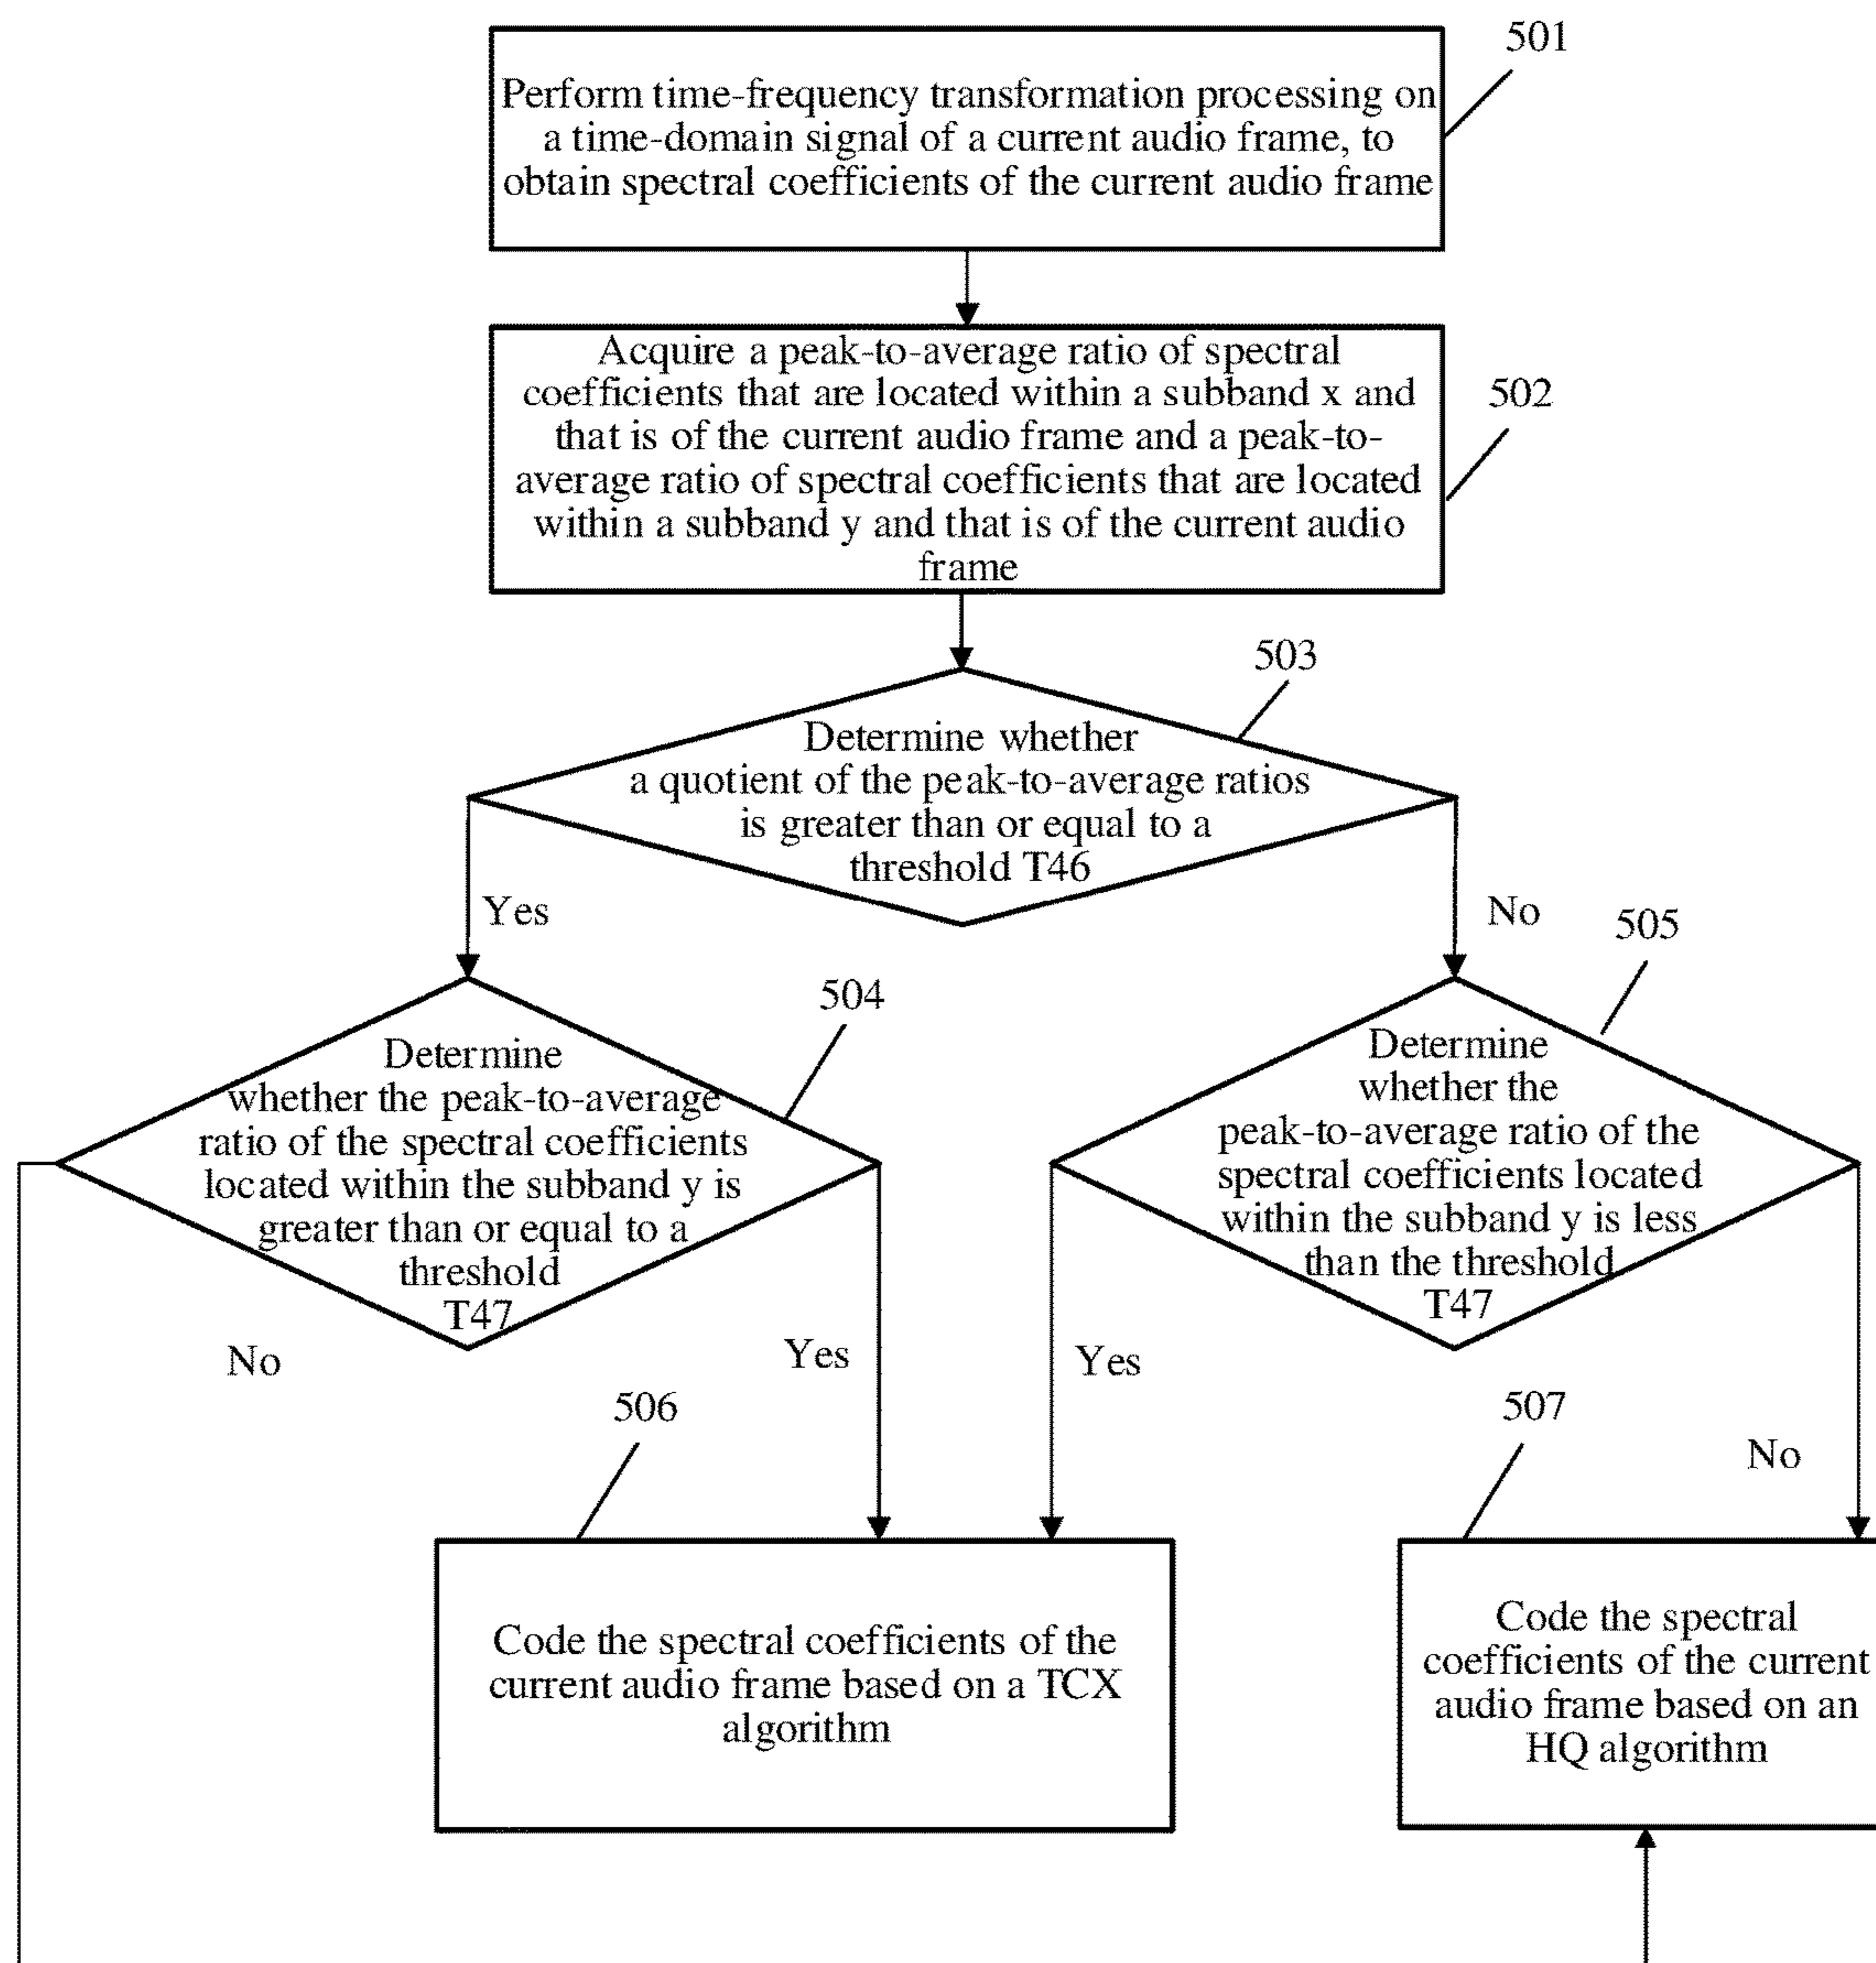 501
Perform time-frequency transformation processing on
a time-domain signal of a current audio frame, to
obtain spectral coefficients of the current audio frame
Acquire a peak-to-average ratio of spectral
coefficients that are located within a subband x and
that is of the current audio frame and a peak-to-
average ratio of spectral coefficients that are located
within a subband y and that is of the current audio
frame
502
503
Determine whether
a quotient of the peak-to-average ratios
is greater than or equal to a
threshold T46
Yes
No
504
Determine
whether the peak-to-average
ratio of the spectral coefficients
located within the subband y is
greater than or equal to a
threshold
T47
505
Determine
whether the
peak-to-average ratio of the
spectral coefficients located
within the subband y is less
than the threshold
T47
No
Yes
Yes
No
506
Code the spectral coefficients of the
current audio frame based on a TCX
algorithm
507
Code the spectral
coefficients of the current
audio frame based on an
HQ algorithm